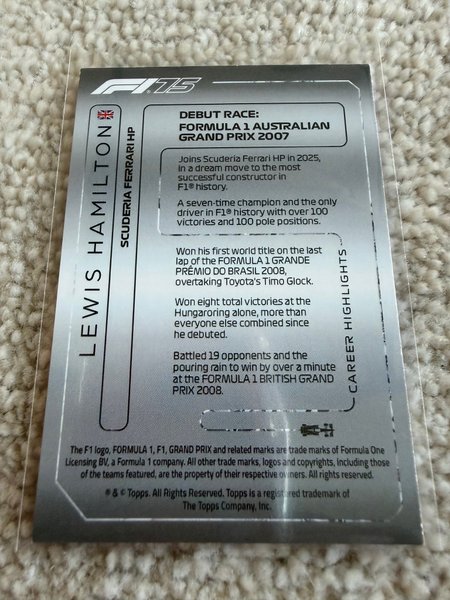 F1® 75
LEWIS HAMILTON
SCUDERIA FERRARI HP
DEBUT RACE:
FORMULA 1 AUSTRALIAN
GRAND PRIX 2007
Joins Scuderia Ferrari HP in 2025,
in a dream move to the most
successful constructor in
F1® history.
A seven-time champion and the only
driver in F1® history with over 100
victories and 100 pole positions.
CAREER HIGHLIGHTS
Won his first world title on the last
lap of the FORMULA 1 GRANDE
PRÊMIO DO BRASIL 2008,
overtaking Toyota's Timo Glock.
Won eight total victories at the
Hungaroring alone, more than
everyone else combined since
he debuted.
Battled 19 opponents and the
pouring rain to win by over a minute
at the FORMULA 1 BRITISH GRAND
PRIX 2008.
The F1 logo, FORMULA 1, F1, GRAND PRIX and related marks are trade marks of Formula One
Licensing BV, a Formula 1 company. All other trade marks, logos and copyrights, including those
of the teams featured, are the property of their respective owners. All rights reserved.
® & © Topps. All Rights Reserved. Topps is a registered trademark of
The Topps Company, Inc.